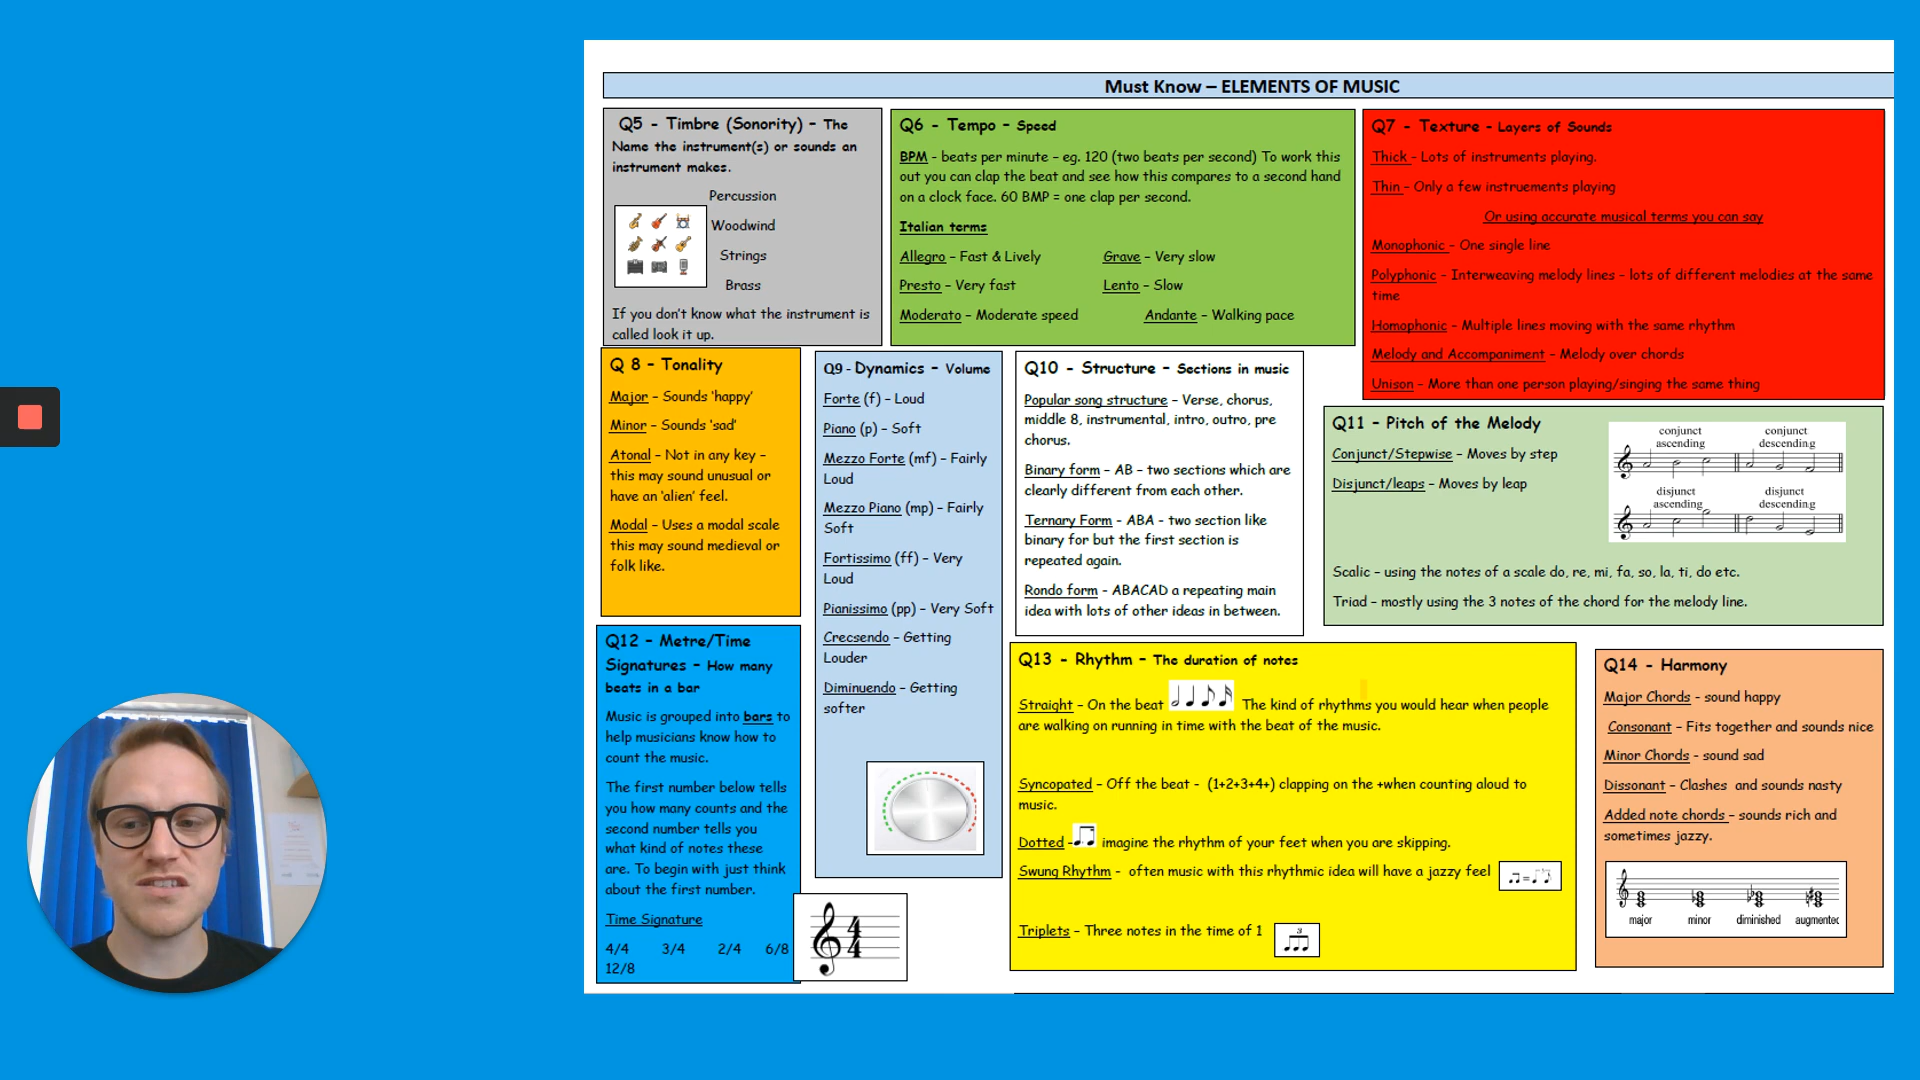 Must Know – ELEMENTS OF MUSIC
Q5 - Timbre (Sonority) – The
Name the instrument(s) or sounds an
instrument makes.
Percussion
Woodwind
Strings
Brass
If you don't know what the instrument is
called look it up.
Q6 - Tempo – Speed
BPM - beats per minute – eg. 120 (two beats per second) To work this
out you can clap the beat and see how this compares to a second hand
on a clock face. 60 BMP = one clap per second.
Italian terms
Allegro – Fast & Lively
Grave – Very slow
Presto – Very fast
Lento – Slow
Moderato – Moderate speed
Andante – Walking pace
Q7 - Texture - Layers of Sounds
Thick - Lots of instruments playing.
Thin – Only a few instruements playing
Or using accurate musical terms you can say
Monophonic – One single line
Polyphonic - Interweaving melody lines – lots of different melodies at the same
time
Homophonic – Multiple lines moving with the same rhythm
Melody and Accompaniment – Melody over chords
Unison – More than one person playing/singing the same thing
Q 8 – Tonality
Major – Sounds 'happy'
Minor – Sounds 'sad'
Atonal – Not in any key –
this may sound unusual or
have an 'alien' feel.
Modal – Uses a modal scale
this may sound medieval or
folk like.
Q9 - Dynamics – Volume
Forte (f) – Loud
Piano (p) – Soft
Mezzo Forte (mf) – Fairly
Loud
Mezzo Piano (mp) – Fairly
Soft
Fortissimo (ff) – Very
Loud
Pianissimo (pp) – Very Soft
Crecsendo – Getting
Louder
Diminuendo – Getting
softer
Q10 - Structure – Sections in music
Popular song structure – Verse, chorus,
middle 8, instrumental, intro, outro, pre
chorus.
Binary form – AB – two sections which are
clearly different from each other.
Ternary Form - ABA - two section like
binary for but the first section is
repeated again.
Rondo form - ABACAD a repeating main
idea with lots of other ideas in between.
Q11 - Pitch of the Melody
Conjunct/Stepwise – Moves by step
Disjunct/leaps – Moves by leap
conjunct
ascending
conjunct
descending
disjunct
ascending
disjunct
descending
Scalic – using the notes of a scale do, re, mi, fa, so, la, ti, do etc.
Triad – mostly using the 3 notes of the chord for the melody line.
Q12 – Metre/Time
Signatures – How many
beats in a bar
Music is grouped into bars to
help musicians know how to
count the music.
The first number below tells
you how many counts and the
second number tells you
what kind of notes these
are. To begin with just think
about the first number.
Time Signature
4/4 3/4 2/4 6/8
12/8
4
4
Q13 - Rhythm – The duration of notes
Straight – On the beat The kind of rhythms you would hear when people
are walking on running in time with the beat of the music.
Syncopated – Off the beat - (1+2+3+4+) clapping on the +when counting aloud to
music.
Dotted - imagine the rhythm of your feet when you are skipping.
Swung Rhythm - often music with this rhythmic idea will have a jazzy feel
Triplets – Three notes in the time of 1
3
Q14 - Harmony
Major Chords - sound happy
Consonant – Fits together and sounds nice
Minor Chords – sound sad
Dissonant – Clashes and sounds nasty
Added note chords – sounds rich and
sometimes jazzy.
major minor diminished augmented